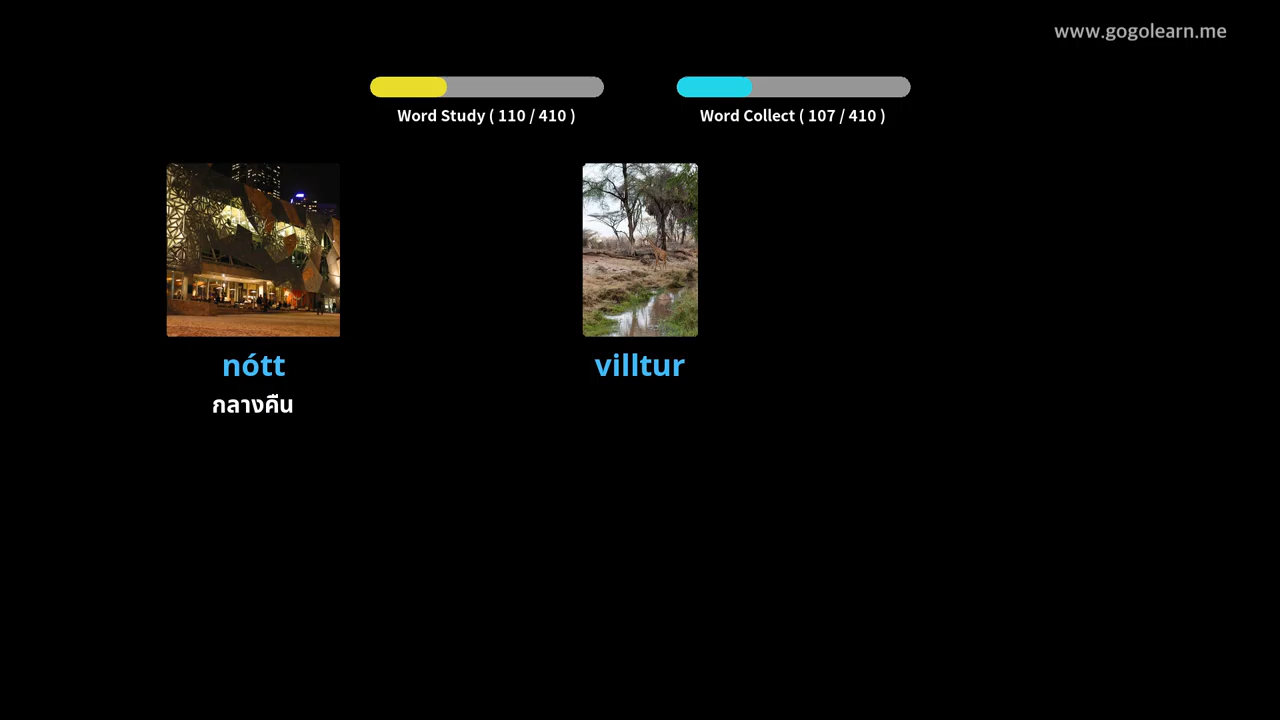 www.gogolearn.me
Word Study ( 110 / 410 )
Word Collect ( 107 / 410 )
nótt
กลางคืน
villtur